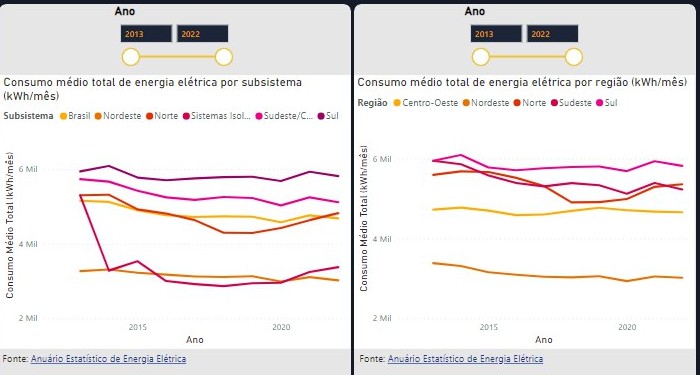 Ano
2013 2022
Consumo médio total de energia elétrica por subsistema
(kWh/mês)
Subsistema Brasil Nordeste Norte Sistemas Isol... Sudeste/C... Sul
Consumo Médio Total (kWh/mês)
6 Mil
4 Mil
2 Mil
2015 2020
Ano
Fonte: Anuário Estatístico de Energia Elétrica
Ano
2013 2022
Consumo médio total de energia elétrica por região (kWh/mês)
Região Centro-Oeste Nordeste Norte Sudeste Sul
Consumo Médio Total (kWh/mês)
6 Mil
4 Mil
2 Mil
2015 2020
Ano
Fonte: Anuário Estatístico de Energia Elétrica